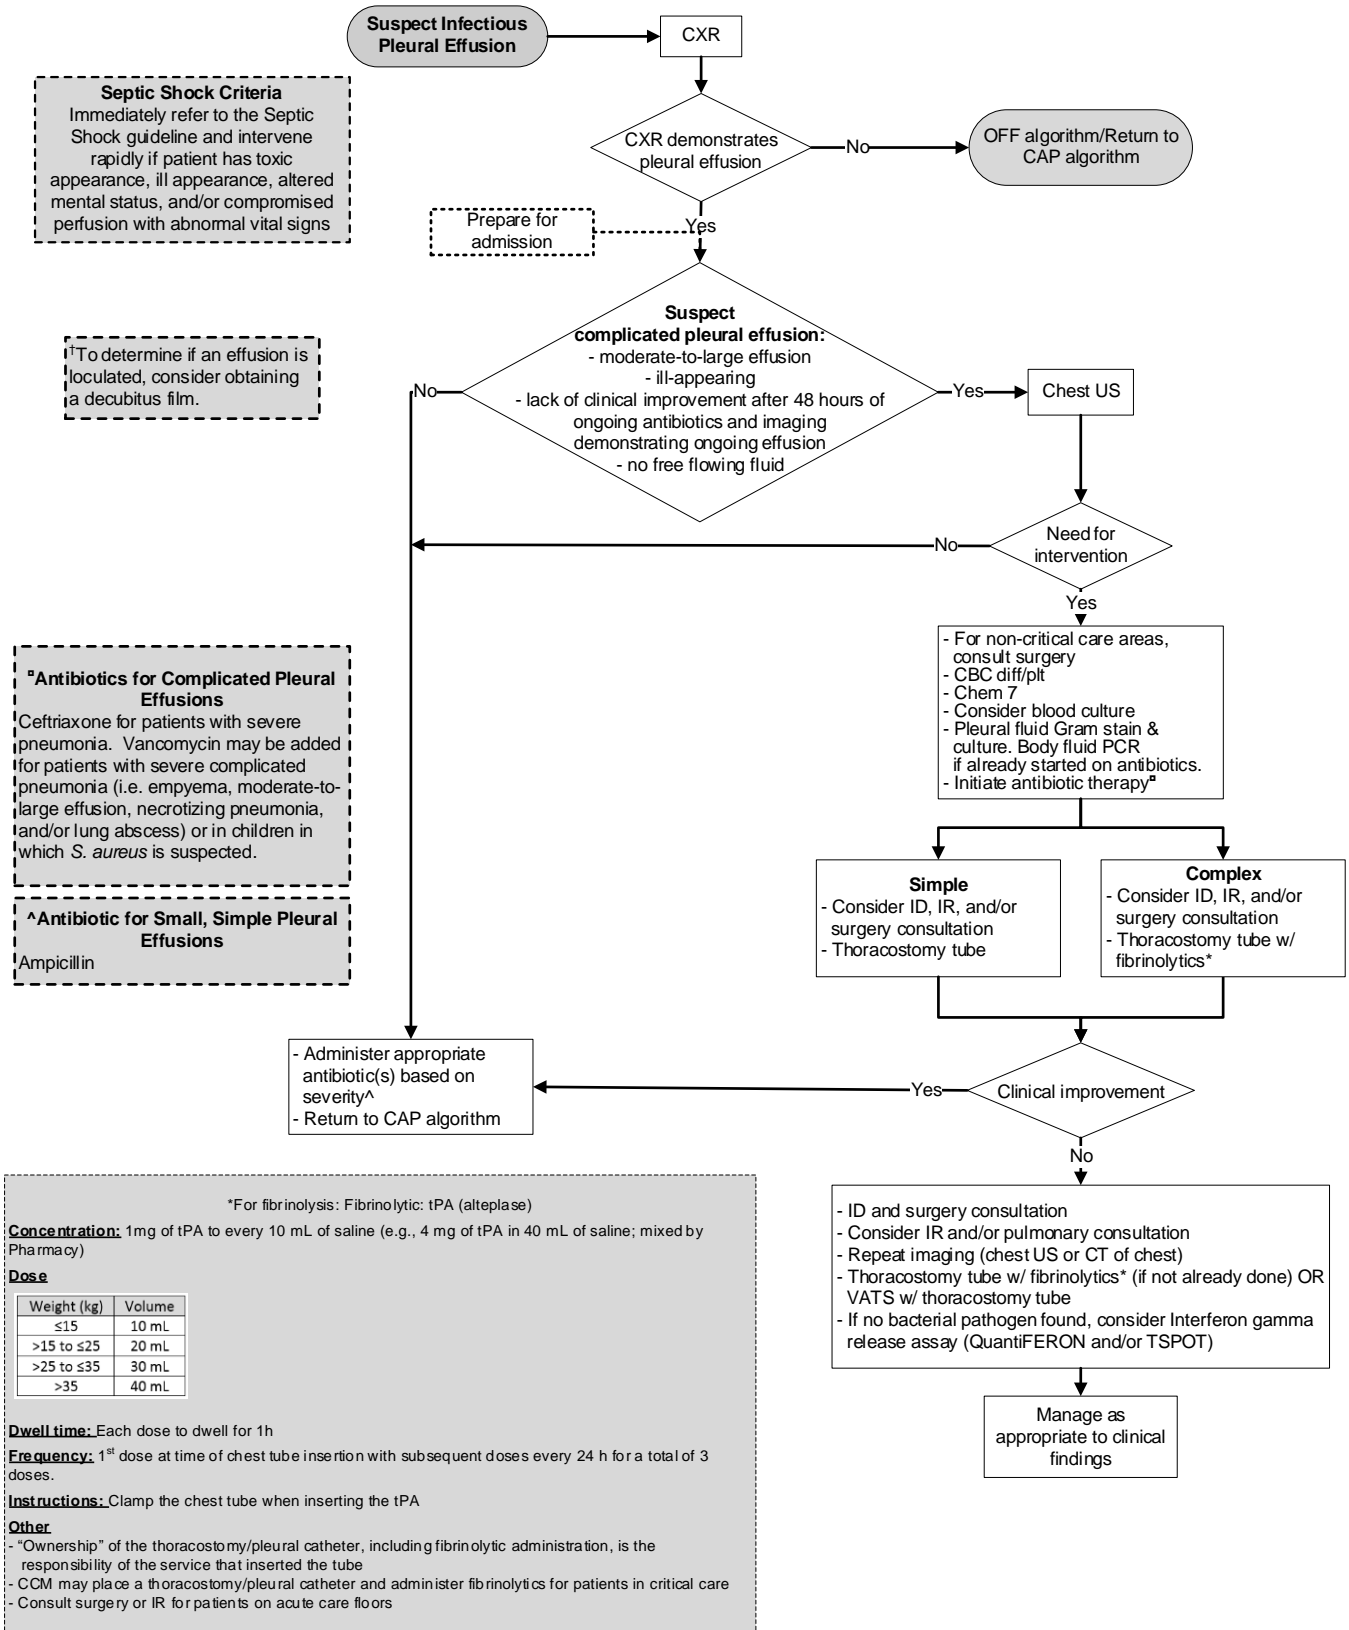 Suspect Infectious
Pleural Effusion
CXR
Septic Shock Criteria
Immediately refer to the Septic
Shock guideline and intervene
rapidly if patient has toxic
appearance, ill appearance, altered
mental status, and/or compromised
perfusion with abnormal vital signs
CXR demonstrates
pleural effusion
No
OFF algorithm/Return to
CAP algorithm
Prepare for
admission
Yes
Suspect
complicated pleural effusion:
- moderate-to-large effusion
- ill-appearing
- lack of clinical improvement after 48 hours of
ongoing antibiotics and imaging
demonstrating ongoing effusion
- no free flowing fluid
†To determine if an effusion is
loculated, consider obtaining
a decubitus film.
No
Yes
Chest US
Need for
intervention
No
Yes
- For non-critical care areas,
consult surgery
- CBC diff/plt
- Chem 7
- Consider blood culture
- Pleural fluid Gram stain &
culture. Body fluid PCR
if already started on antibiotics.
- Initiate antibiotic therapy¤
¤Antibiotics for Complicated Pleural
Effusions
Ceftriaxone for patients with severe
pneumonia.  Vancomycin may be added
for patients with severe complicated
pneumonia (i.e. empyema, moderate-to-
large effusion, necrotizing pneumonia,
and/or lung abscess) or in children in
which S. aureus is suspected.
^Antibiotic for Small, Simple Pleural
Effusions
Ampicillin
Simple
- Consider ID, IR, and/or
surgery consultation
- Thoracostomy tube
Complex
- Consider ID, IR, and/or
surgery consultation
- Thoracostomy tube w/
fibrinolytics*
- Administer appropriate
antibiotic(s) based on
severity^
- Return to CAP algorithm
Yes
Clinical improvement
No
- ID and surgery consultation
- Consider IR and/or pulmonary consultation
- Repeat imaging (chest US or CT of chest)
- Thoracostomy tube w/ fibrinolytics* (if not already done) OR
VATS w/ thoracostomy tube
- If no bacterial pathogen found, consider Interferon gamma
release assay (QuantiFERON and/or TSPOT)
Manage as
appropriate to clinical
findings
*For fibrinolysis: Fibrinolytic: tPA (alteplase)
Concentration: 1mg of tPA to every 10 mL of saline (e.g., 4 mg of tPA in 40 mL of saline; mixed by
Pharmacy)
Dose
Weight (kg) Volume
≤15 10 mL
>15 to ≤25 20 mL
>25 to ≤35 30 mL
>35 40 mL
Dwell time: Each dose to dwell for 1h
Frequency: 1st dose at time of chest tube insertion with subsequent doses every 24 h for a total of 3
doses.
Instructions: Clamp the chest tube when inserting the tPA
Other
- "Ownership" of the thoracostomy/pleural catheter, including fibrinolytic administration, is the
responsibility of the service that inserted the tube
- CCM may place a thoracostomy/pleural catheter and administer fibrinolytics for patients in critical care
- Consult surgery or IR for patients on acute care floors